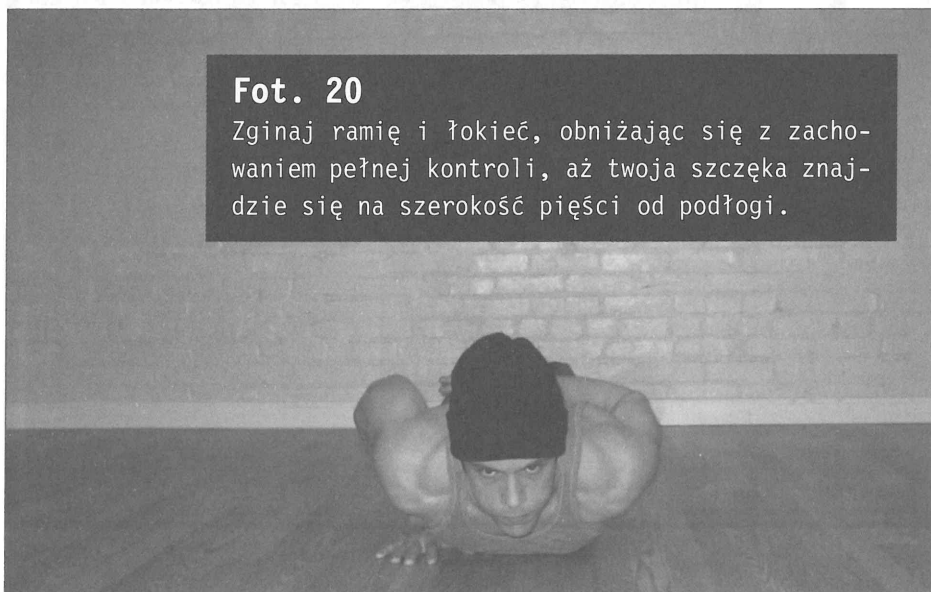 Fot. 20
Zginaj ramię i łokieć, obniżając się z zacho-
waniem pełnej kontroli, aż twoja szczęka znaj-
dzie się na szerokość pięści od podłogi.